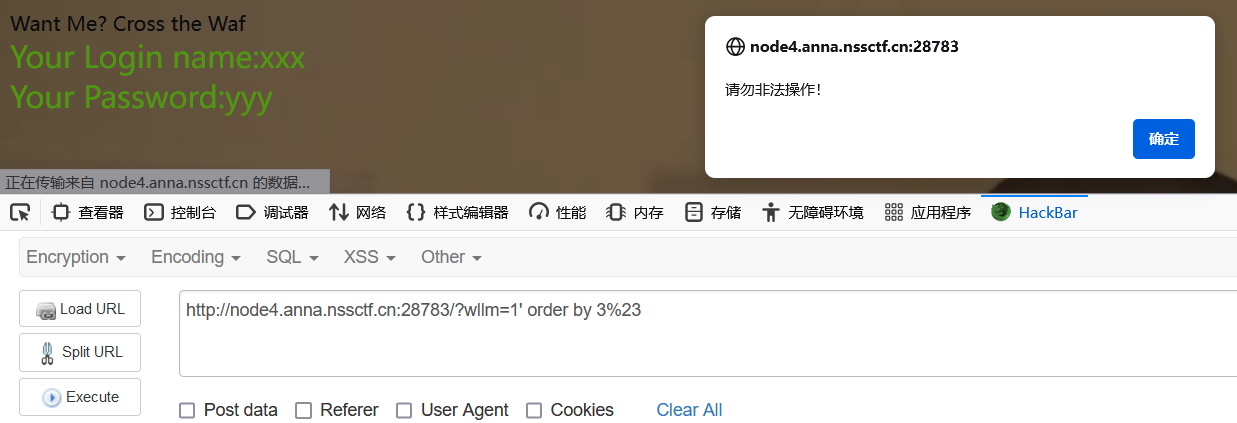 Want Me? Cross the Waf
Your Login name:xxx
Your Password:yyy
node4.anna.nssctf.cn:28783
请勿非法操作！
确定
正在传输来自 node4.anna.nssctf.cn 的数据...
查看器 控制台 调试器 网络 样式编辑器 性能 内存 存储 无障碍环境 应用程序 HackBar
Encryption Encoding SQL XSS Other
Load URL
Split URL
Execute
http://node4.anna.nssctf.cn:28783/?wllm=1' order by 3%23
Post data Referer User Agent Cookies Clear All